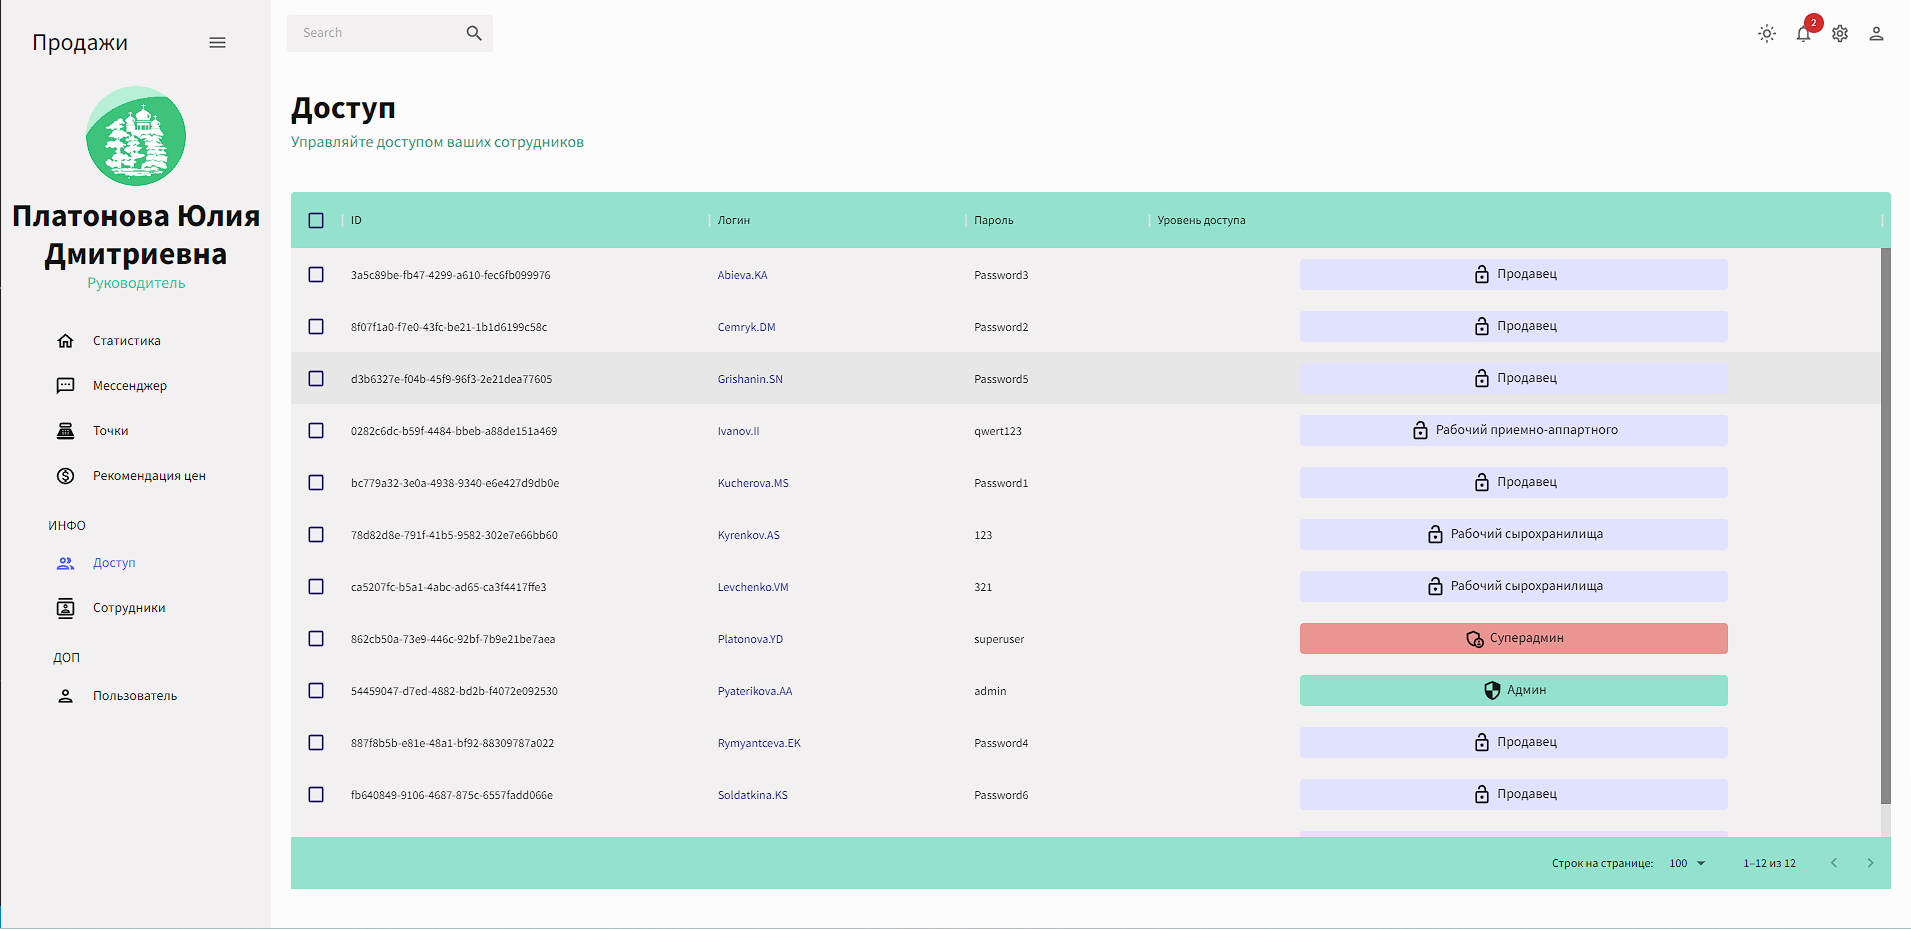 Продажи
Search
2
Платонова Юлия
Дмитриевна
Руководитель
Статистика
Мессенджер
Точки
Рекомендация цен
ИНФО
Доступ
Сотрудники
ДОП
Пользователь
Доступ
Управляйте доступом ваших сотрудников
ID Логин Пароль Уровень доступа
3a5c89be-fb47-4299-a610-fec6fb099976 Abieva.KA Password3 Продавец
8f07f1a0-f7e0-43fc-be21-1b1d6199c58c Cemryk.DM Password2 Продавец
d3b6327e-f04b-45f9-96f3-2e21dea77605 Grishanin.SN Password5 Продавец
0282c6dc-b59f-4484-bbeb-a88de151a469 Ivanov.II qwert123 Рабочий приемно-аппартного
bc779a32-3e0a-4938-9340-e6e427d9db0e Kucherova.MS Password1 Продавец
78d82d8e-791f-41b5-9582-302e7e66bb60 Kyrenkov.AS 123 Рабочий сырохранилища
ca5207fc-b5a1-4abc-ad65-ca3f4417ffe3 Levchenko.VM 321 Рабочий сырохранилища
862cb50a-73e9-446c-92bf-7b9e21be7aea Platonova.YD superuser Суперадмин
54459047-d7ed-4882-bd2b-f4072e092530 Pyaterikova.AA admin Админ
887f8b5b-e81e-48a1-bf92-88309787a022 Rymyantceva.EK Password4 Продавец
fb640849-9106-4687-875c-6557fadd066e Soldatkina.KS Password6 Продавец
Строк на странице: 100 1–12 из 12